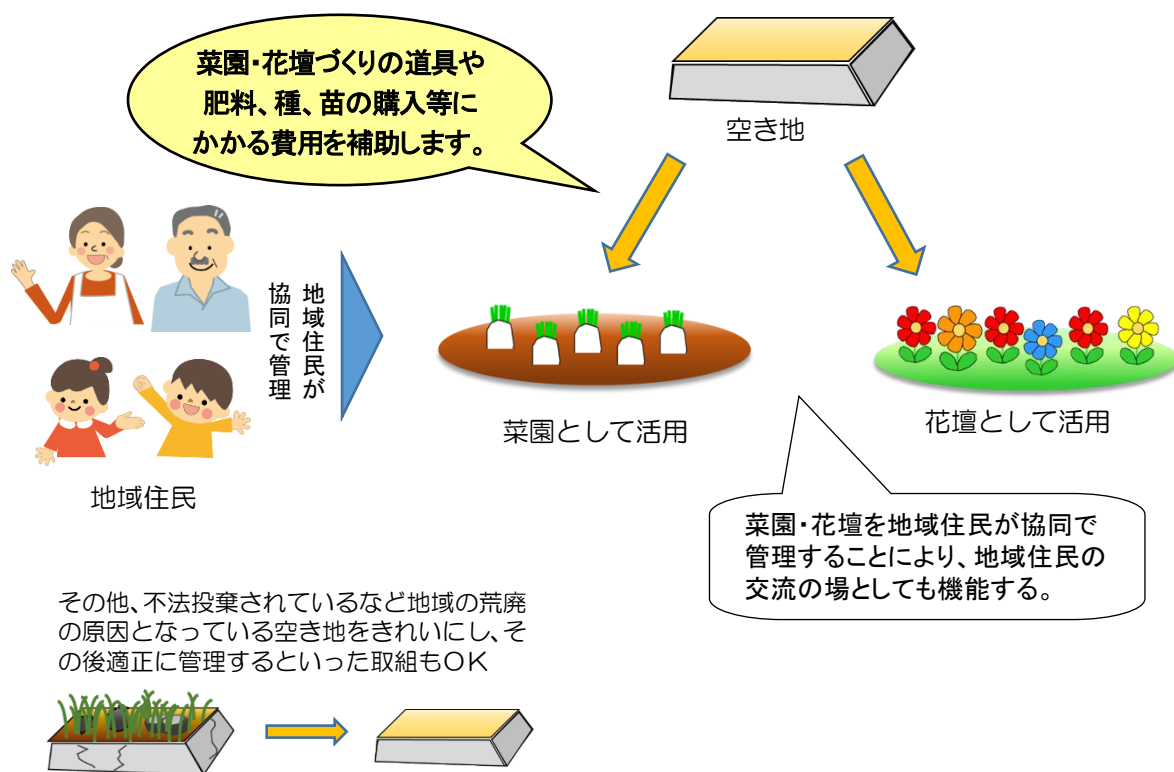 菜園・花壇づくりの道具や
肥料、種、苗の購入等に
かかる費用を補助します。
空き地
地域住民が
協同で管理
菜園として活用
花壇として活用
地域住民
菜園・花壇を地域住民が協同で
管理することにより、地域住民の
交流の場としても機能する。
その他、不法投棄されているなど地域の荒廃
の原因となっている空き地をきれいにし、そ
の後適正に管理するといった取組もOK